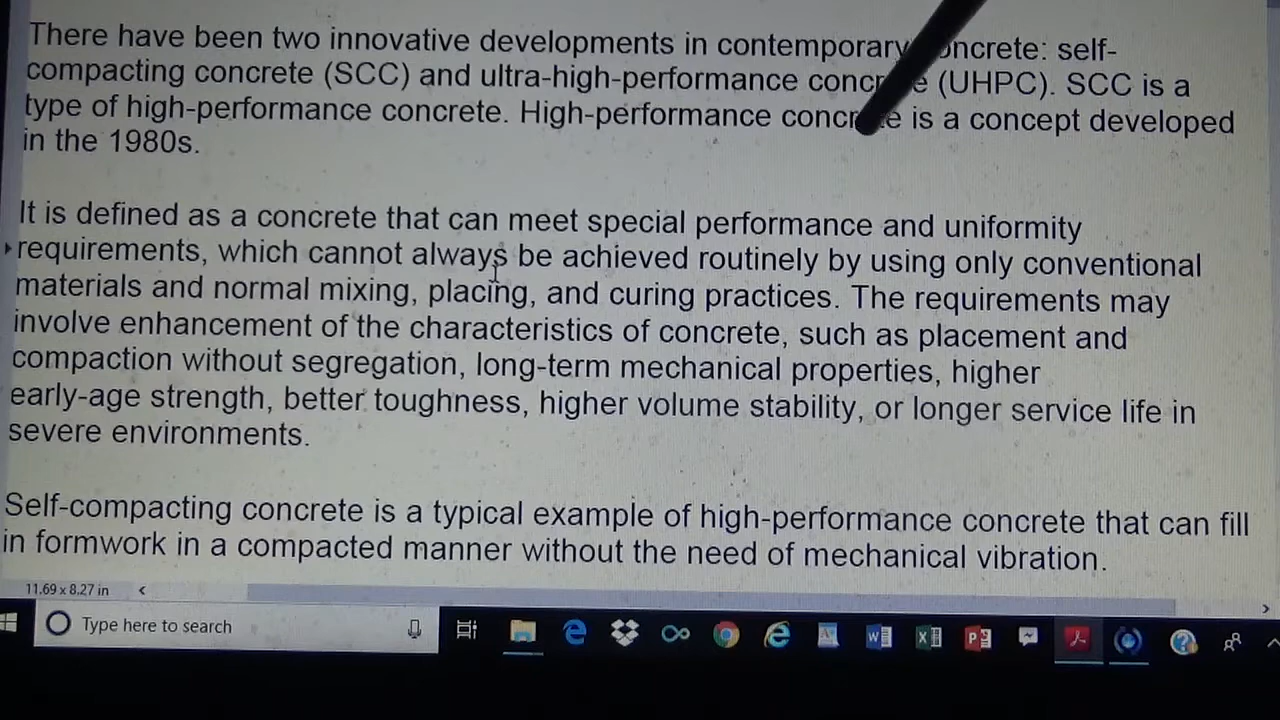 There have been two innovative developments in contemporary concrete: self-
compacting concrete (SCC) and ultra-high-performance concrete (UHPC). SCC is a
type of high-performance concrete. High-performance concrete is a concept developed
in the 1980s.
It is defined as a concrete that can meet special performance and uniformity
requirements, which cannot always be achieved routinely by using only conventional
materials and normal mixing, placing, and curing practices. The requirements may
involve enhancement of the characteristics of concrete, such as placement and
compaction without segregation, long-term mechanical properties, higher
early-age strength, better toughness, higher volume stability, or longer service life in
severe environments.
Self-compacting concrete is a typical example of high-performance concrete that can fill
in formwork in a compacted manner without the need of mechanical vibration.
11.69 x 8.27 in
Type here to search